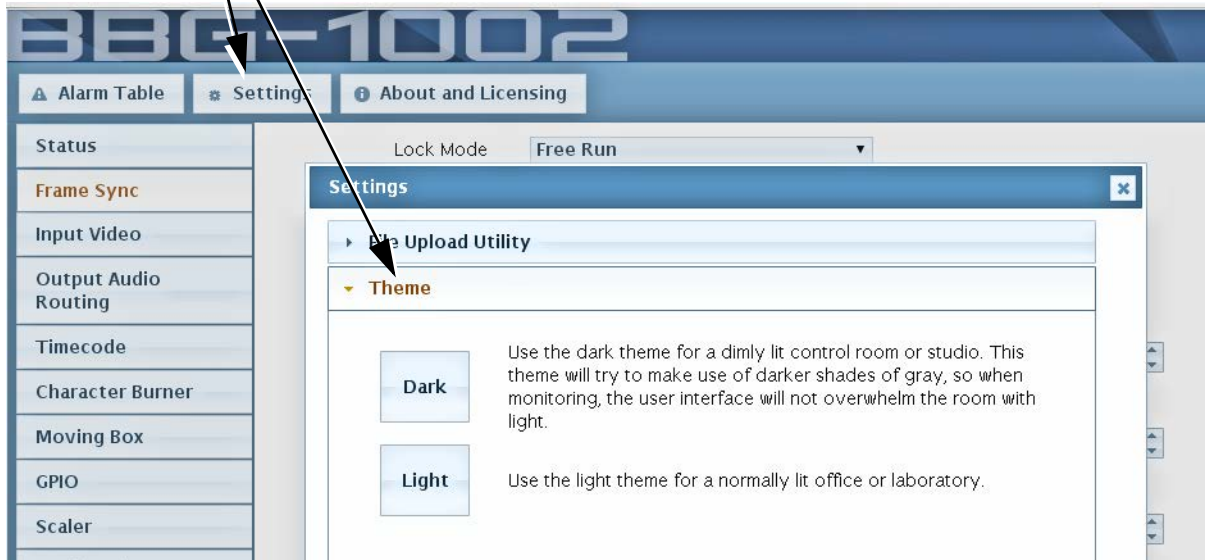 BBG-1002
Alarm Table
Settings
About and Licensing
Status
Frame Sync
Input Video
Output Audio
Routing
Timecode
Character Burner
Moving Box
GPIO
Scaler
Lock Mode
Free Run
Settings
File Upload Utility
Theme
Dark
Use the dark theme for a dimly lit control room or studio. This
theme will try to make use of darker shades of gray, so when
monitoring, the user interface will not overwhelm the room with
light.
Light
Use the light theme for a normally lit office or laboratory.